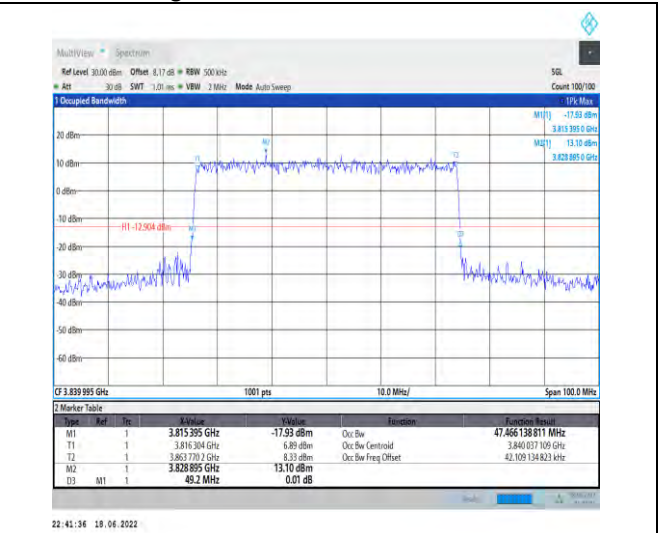 MultiView Spectrum
Ref Level 30.00 dBm Offset 8.17 dB RBW 500 kHz SGL
Att 30 dB SWT 1.01 ms VBW 2 MHz Mode Auto Sweep Count 100/100
1 Occupied Bandwidth 1Pk Max
M1[1] -17.93 dBm
3.815 395 0 GHz
20 dBm
M2[1] 13.10 dBm
3.828 895 0 GHz
M2
T1
T2
10 dBm
0 dBm
-10 dBm
H1 -12.904 dBm
M1
D3
-20 dBm
-30 dBm
-40 dBm
-50 dBm
-60 dBm
CF 3.839 995 GHz 1001 pts 10.0 MHz/ Span 100.0 MHz
2 Marker Table
Type Ref Trc X-Value Y-Value Function Function Result
M1 1 3.815 395 GHz -17.93 dBm Occ Bw 47.466 138 811 MHz
T1 1 3.816 304 GHz 6.89 dBm Occ Bw Centroid 3.840 037 109 GHz
T2 1 3.863 770 2 GHz 8.33 dBm Occ Bw Freq Offset 42.109 134 823 kHz
M2 1 3.828 895 GHz 13.10 dBm
D3 M1 1 49.2 MHz 0.01 dB
22:41:36 18.06.2022